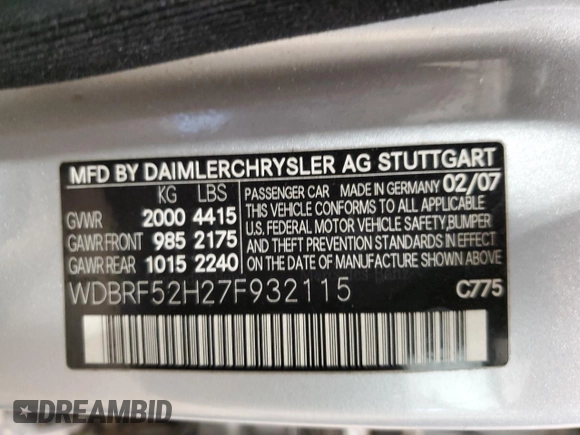 MFD BY DAIMLERCHRYSLER AG STUTTGART
KG LBS PASSENGER CAR MADE IN GERMANY 02/07
GVWR 2000 4415 THIS VEHICLE CONFORMS TO ALL APPLICABLE
GAWR FRONT 985 2175 U.S. FEDERAL MOTOR VEHICLE SAFETY, BUMPER
GAWR REAR 1015 2240 AND THEFT PREVENTION STANDARDS IN EFFECT
ON THE DATE OF MANUFACTURE SHOWN ABOVE.
WDBRF52H27F932115 C775
DREAMBID